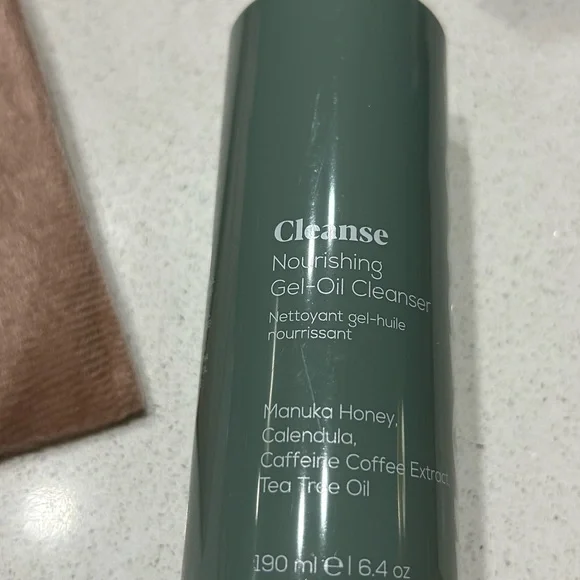 Cleanse
Nourishing
Gel-Oil Cleanser
Nettoyant gel-huile
nourrissant
Manuka Honey,
Calendula,
Caffeine Coffee Extract,
Tea Tree Oil
190 ml ℮ | 6.4 oz